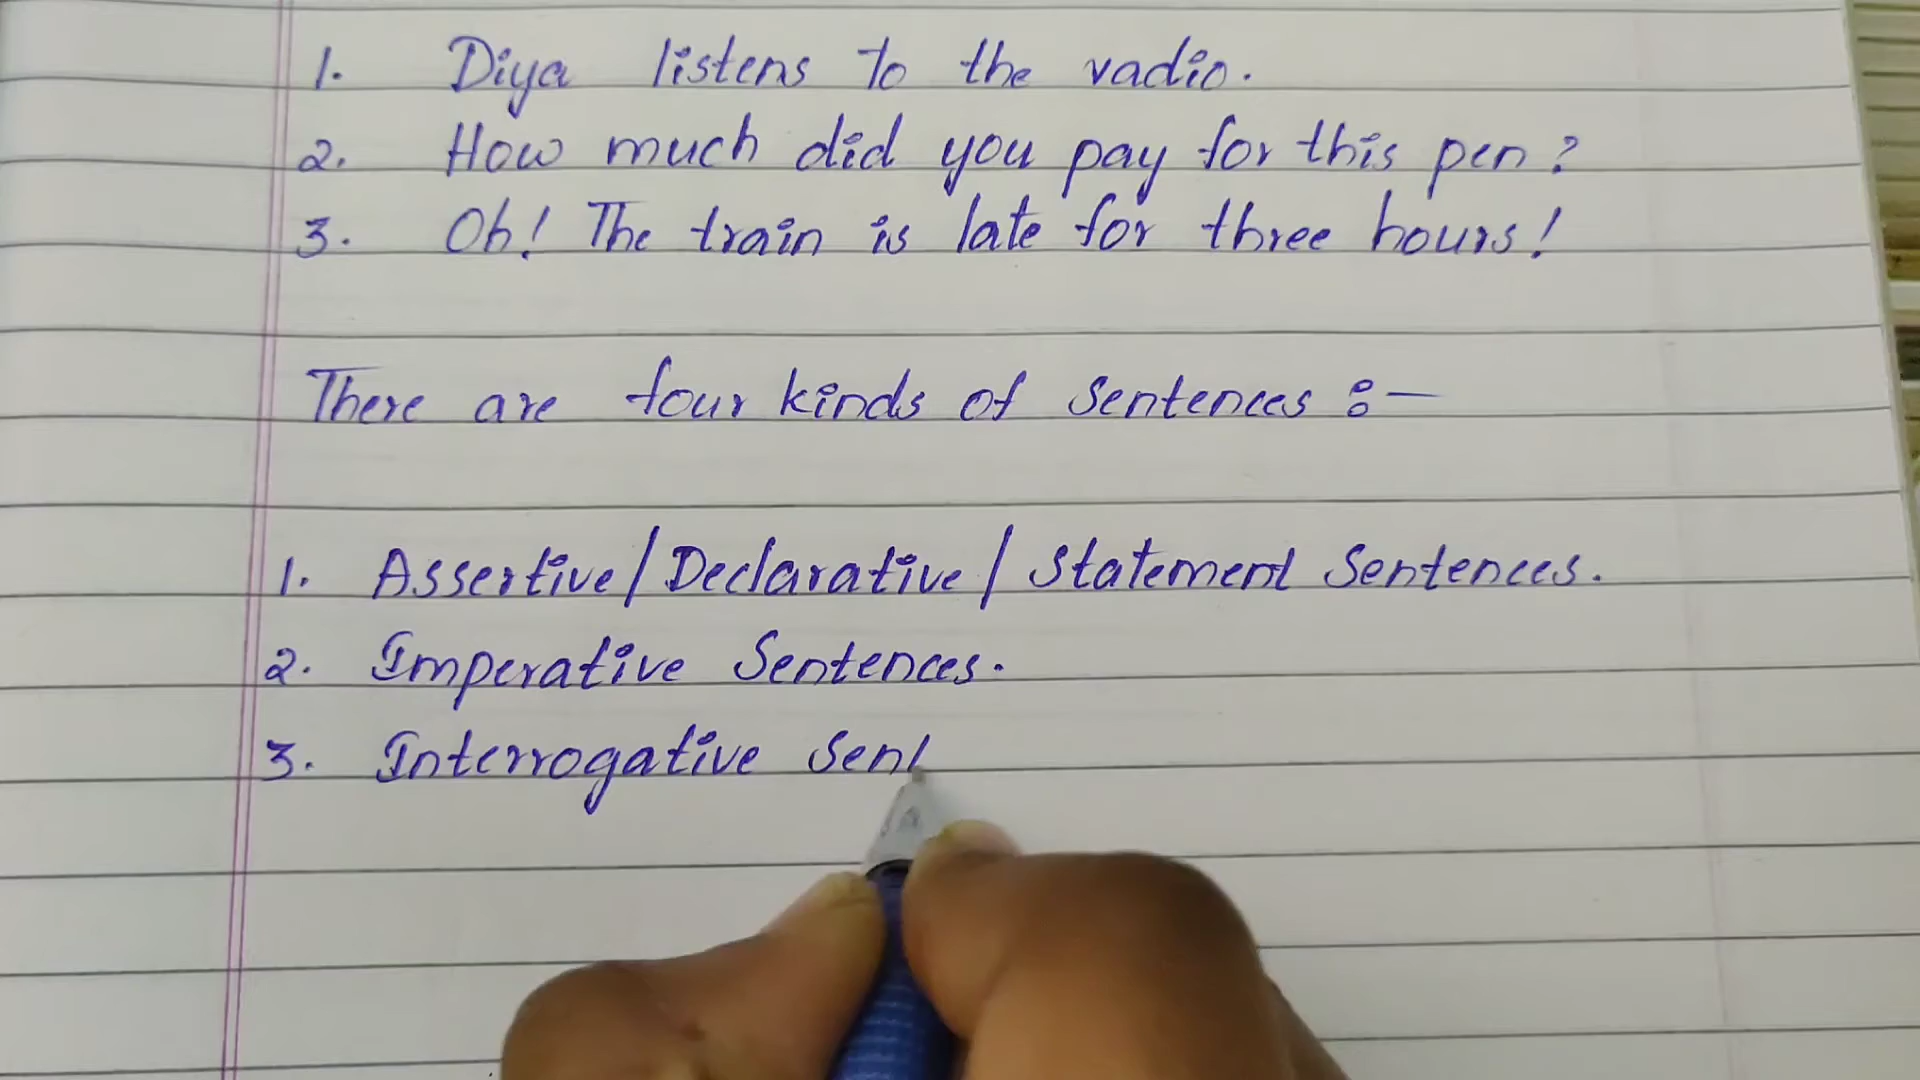 1. Diya listens to the radio.
2. How much did you pay for this pen?
3. Oh! The train is late for three hours!
There are four kinds of Sentences :-
1. Assertive/Declarative/Statement Sentences.
2. Imperative Sentences.
3. Interrogative Sent